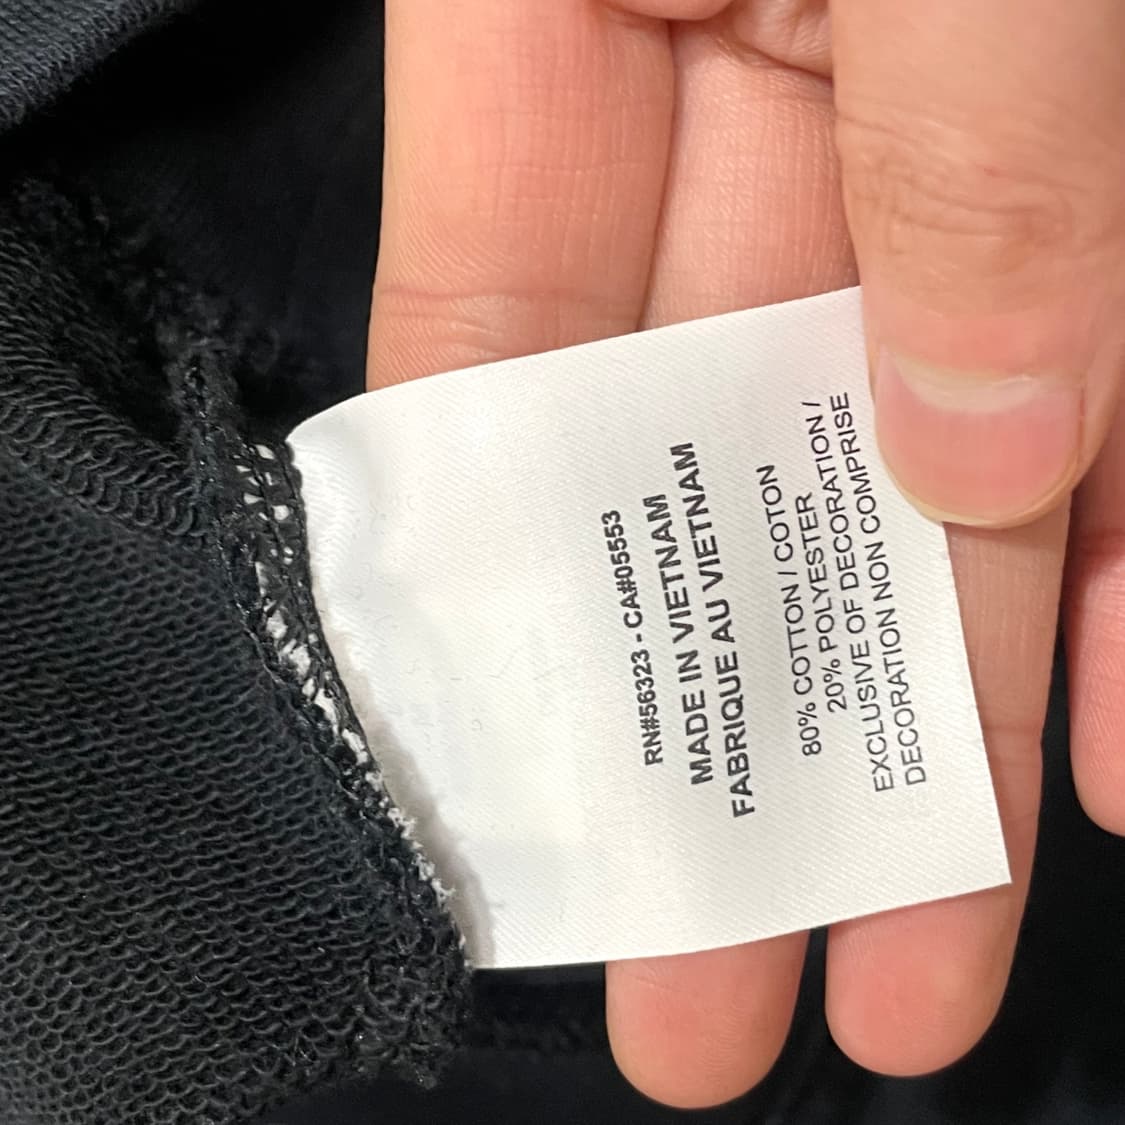 RN#56323 - CA#05553
MADE IN VIETNAM
FABRIQUE AU VIETNAM
80% COTTON / COTON
20% POLYESTER
EXCLUSIVE OF DECORATION /
DECORATION NON COMPRISE